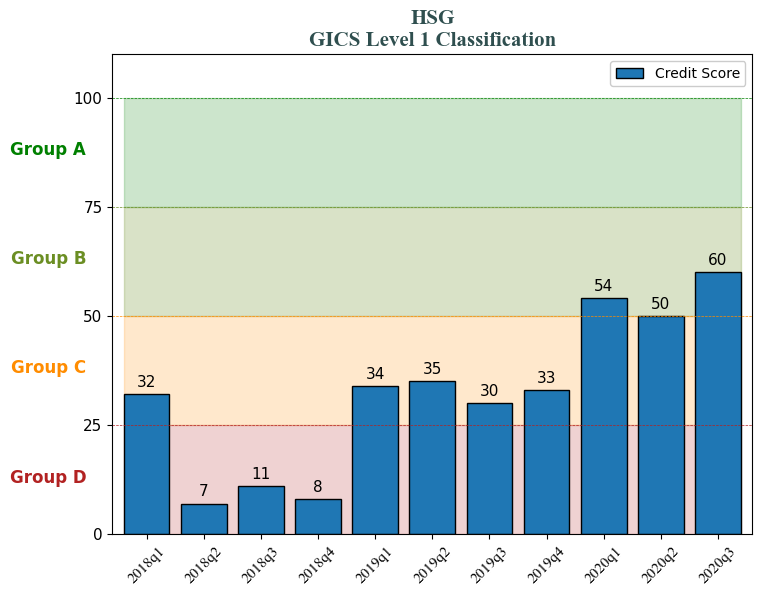 HSG
GICS Level 1 Classification
Credit Score
100
Group A
75
Group B
60
54
50
50
Group C
32
34
35
30
33
25
Group D
7
11
8
0
2018q1
2018q2
2018q3
2018q4
2019q1
2019q2
2019q3
2019q4
2020q1
2020q2
2020q3